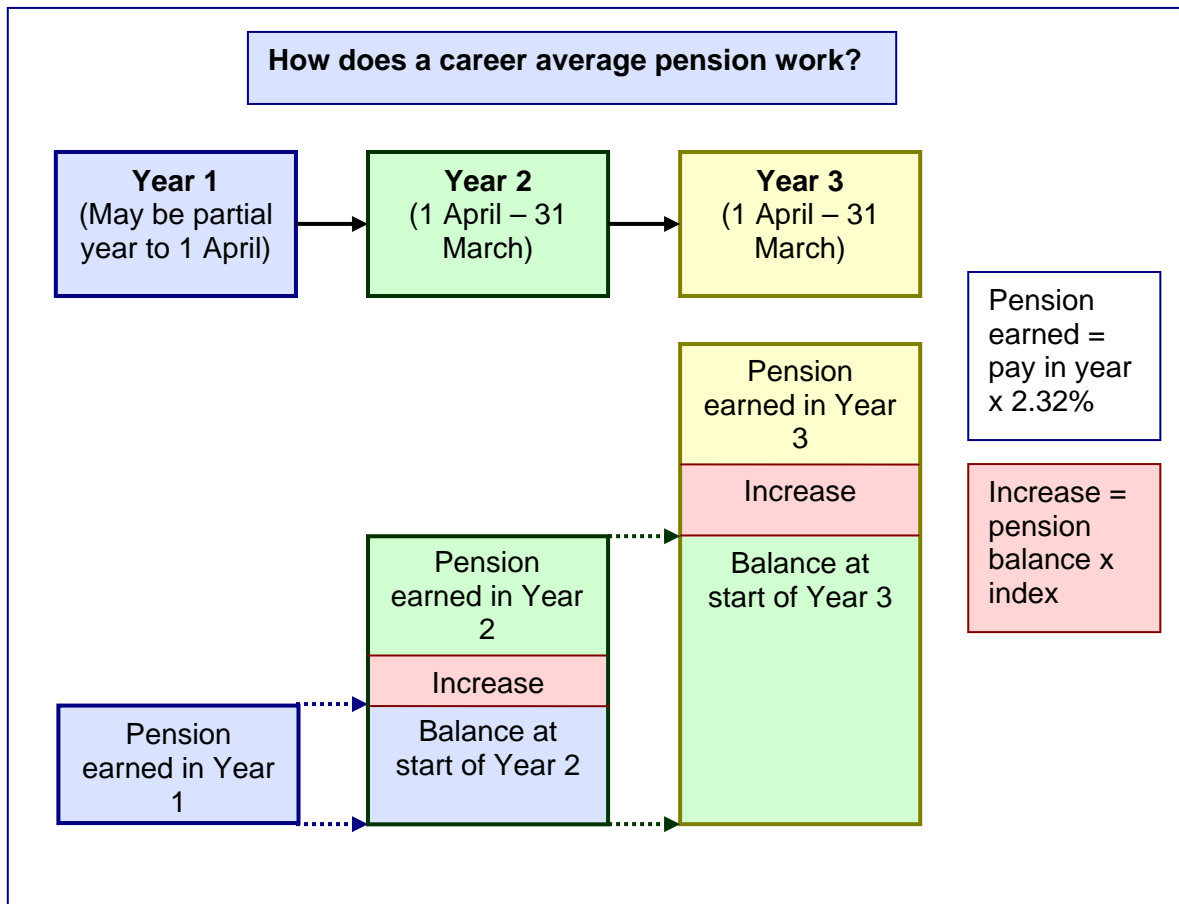 How does a career average pension work?
Year 1
(May be partial
year to 1 April)
Year 2
(1 April – 31
March)
Year 3
(1 April – 31
March)
Pension
earned =
pay in year
x 2.32%
Pension
earned in Year
3
Increase
Balance at
start of Year 3
Increase =
pension
balance x
index
Pension
earned in Year
2
Increase
Balance at
start of Year 2
Pension
earned in Year
1